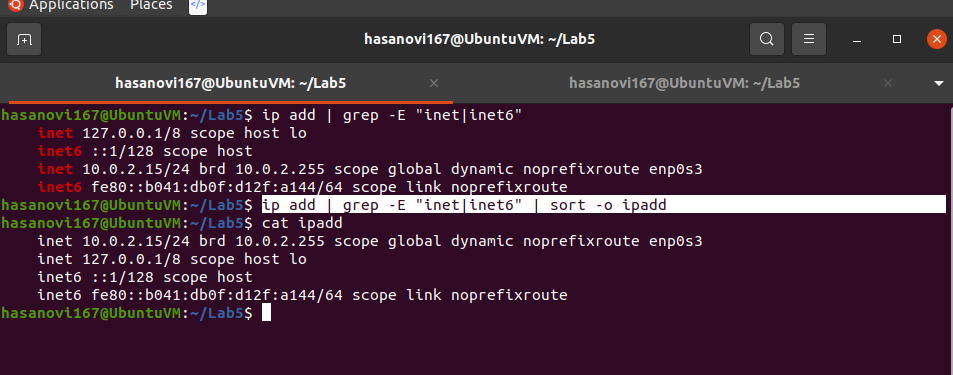 Applications Places
hasanovi167@UbuntuVM: ~/Lab5
hasanovi167@UbuntuVM: ~/Lab5 × hasanovi167@UbuntuVM: ~/Lab5 ×
hasanovi167@UbuntuVM:~/Lab5$ ip add | grep -E "inet|inet6"
    inet 127.0.0.1/8 scope host lo
    inet6 ::1/128 scope host
    inet 10.0.2.15/24 brd 10.0.2.255 scope global dynamic noprefixroute enp0s3
    inet6 fe80::b041:db0f:d12f:a144/64 scope link noprefixroute
hasanovi167@UbuntuVM:~/Lab5$ ip add | grep -E "inet|inet6" | sort -o ipadd
hasanovi167@UbuntuVM:~/Lab5$ cat ipadd
    inet 10.0.2.15/24 brd 10.0.2.255 scope global dynamic noprefixroute enp0s3
    inet 127.0.0.1/8 scope host lo
    inet6 ::1/128 scope host
    inet6 fe80::b041:db0f:d12f:a144/64 scope link noprefixroute
hasanovi167@UbuntuVM:~/Lab5$